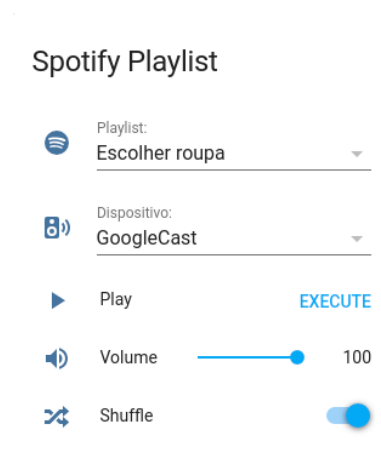 Spotify Playlist
Playlist:
Escolher roupa
Dispositivo:
GoogleCast
Play EXECUTE
Volume 100
Shuffle